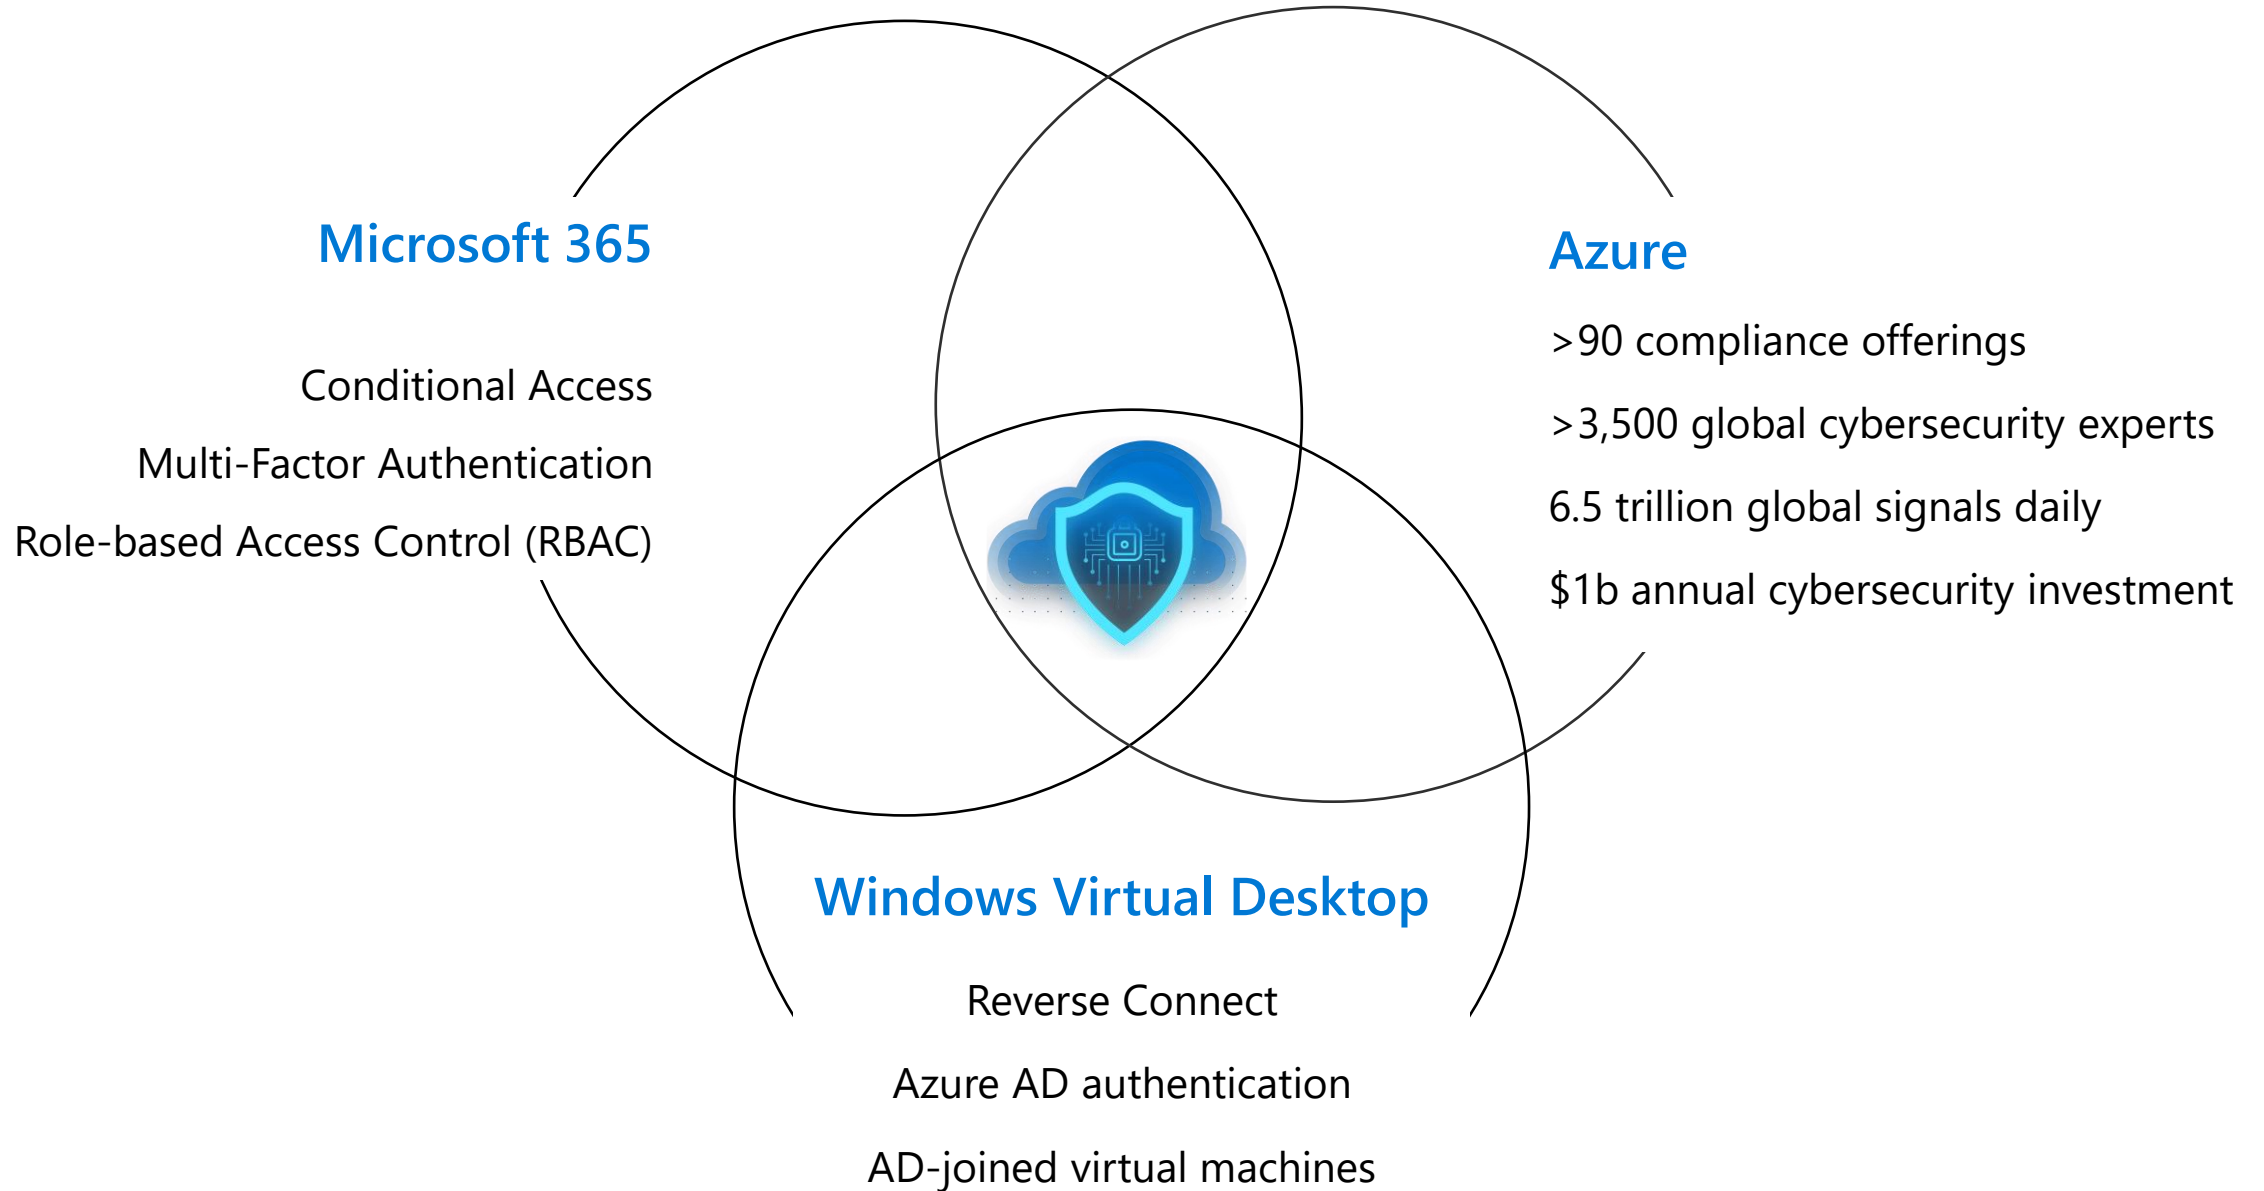 Microsoft 365
Conditional Access
Multi-Factor Authentication
Role-based Access Control (RBAC)
Azure
>90 compliance offerings
>3,500 global cybersecurity experts
6.5 trillion global signals daily
$1b annual cybersecurity investment
Windows Virtual Desktop
Reverse Connect
Azure AD authentication
AD-joined virtual machines